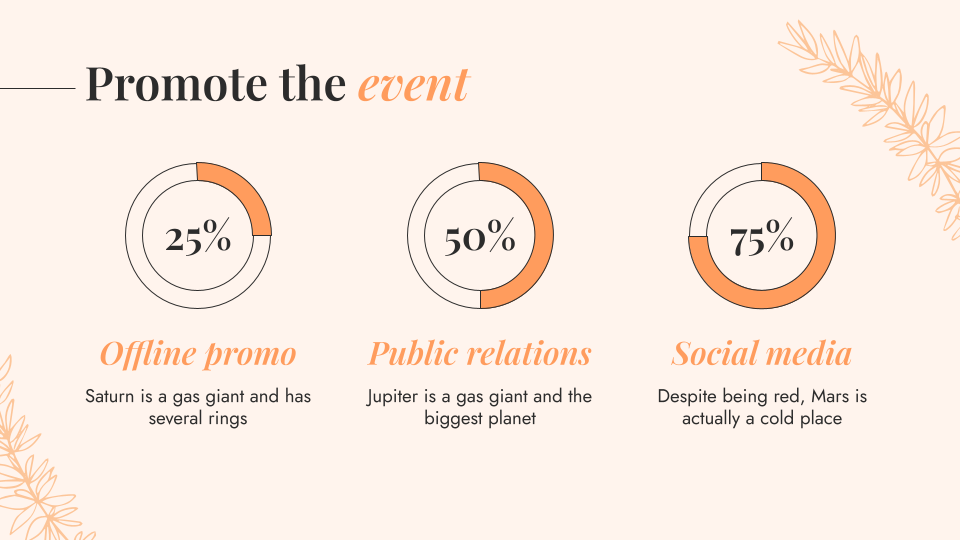 Promote the event
25%
50%
75%
Offline promo
Public relations
Social media
Saturn is a gas giant and has
several rings
Jupiter is a gas giant and the
biggest planet
Despite being red, Mars is
actually a cold place